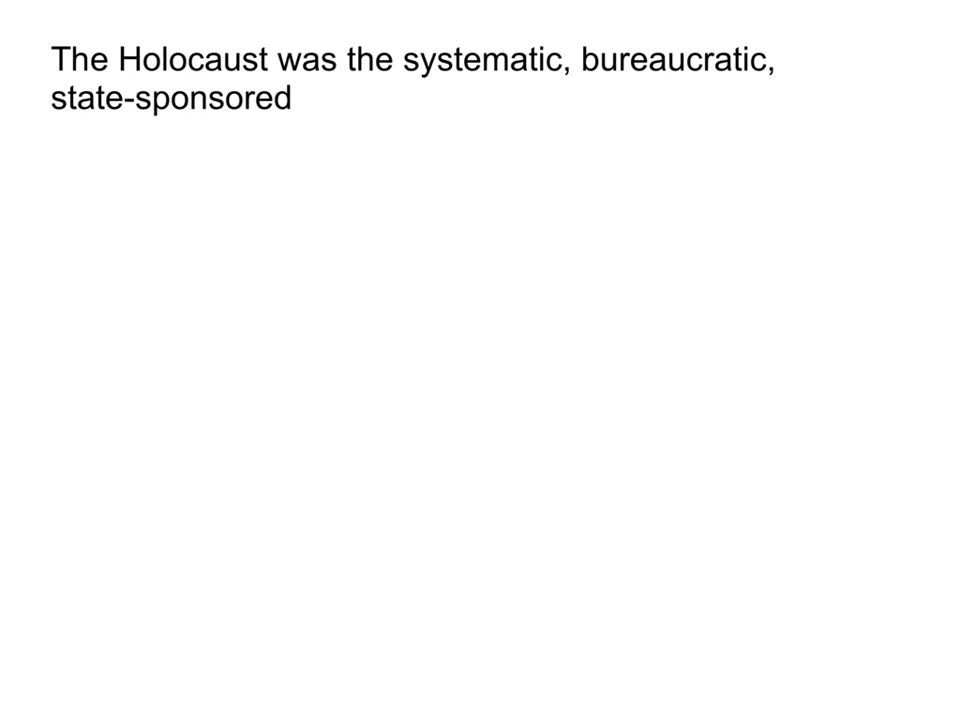 The Holocaust was the systematic, bureaucratic,
state-sponsored